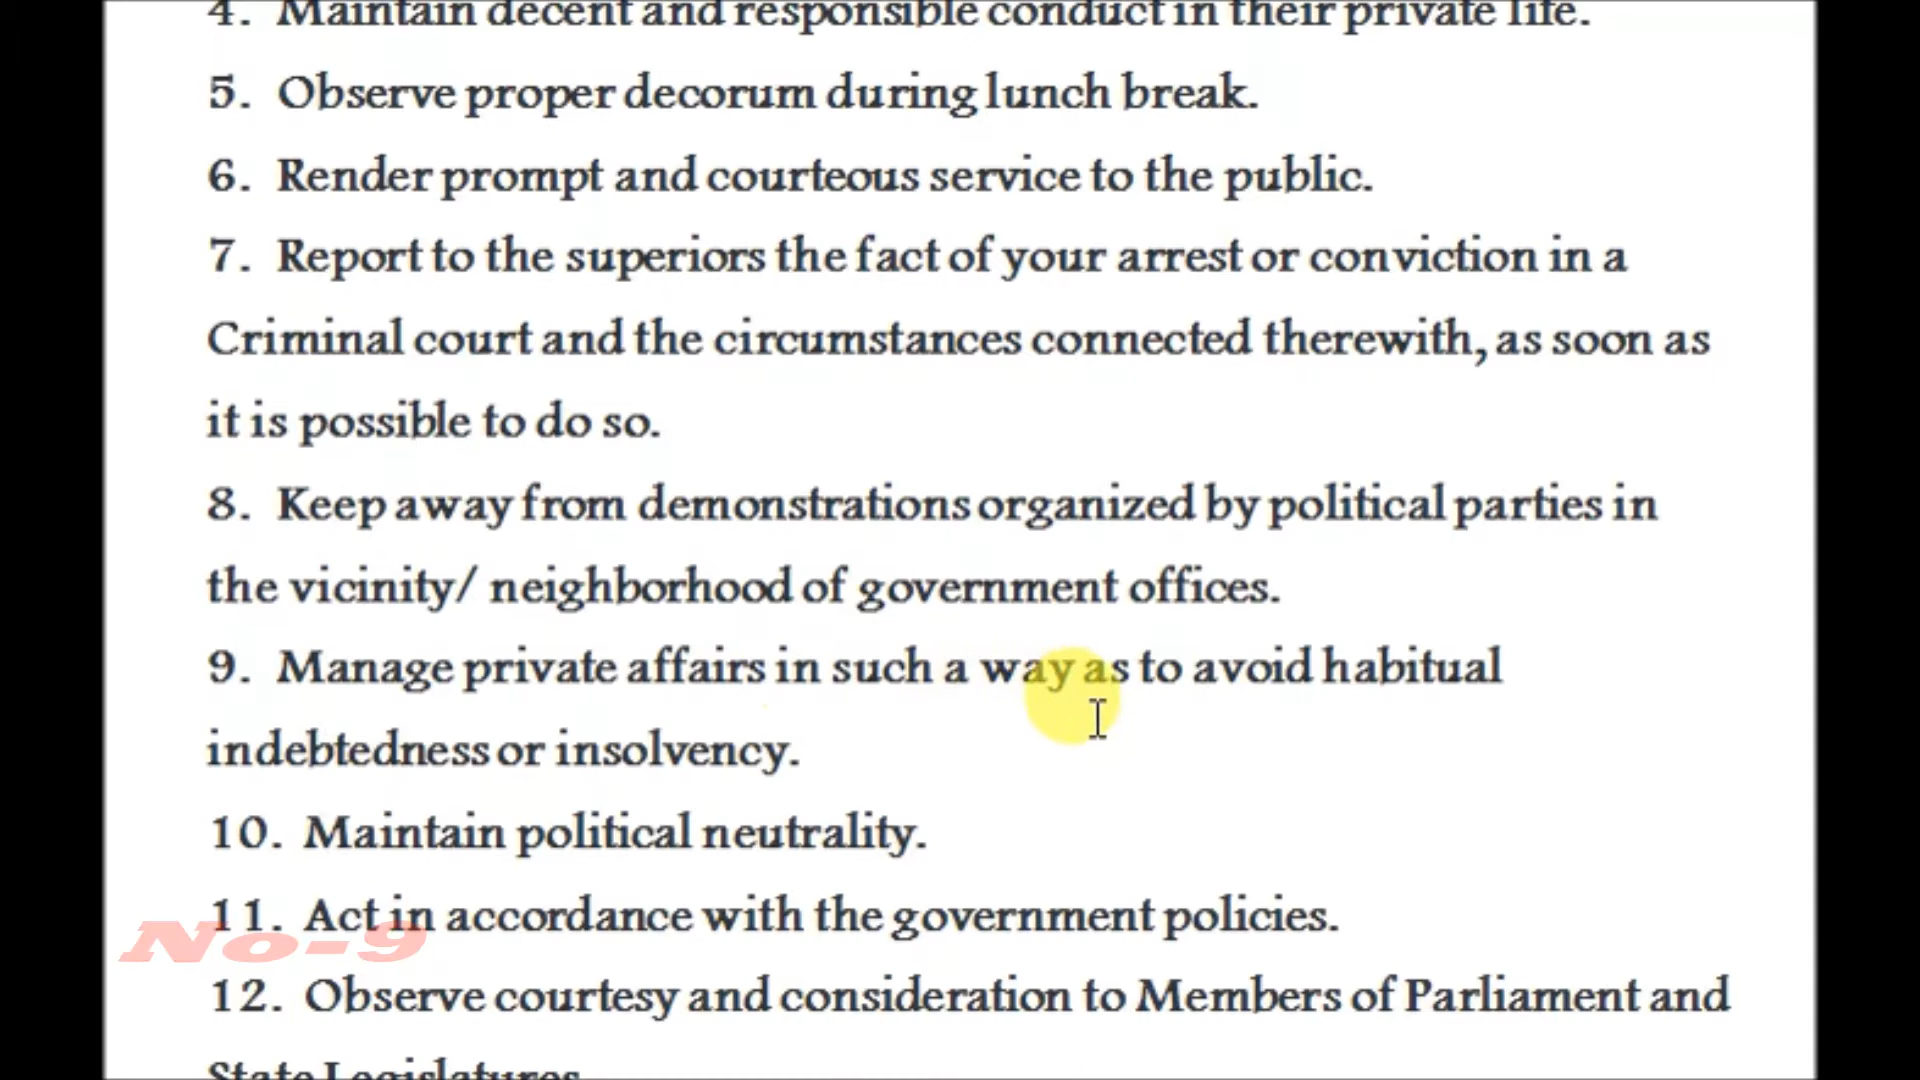 4. Maintain decent and responsible conduct in their private life.
5. Observe proper decorum during lunch break.
6. Render prompt and courteous service to the public.
7. Report to the superiors the fact of your arrest or conviction in a
Criminal court and the circumstances connected therewith, as soon as
it is possible to do so.
8. Keep away from demonstrations organized by political parties in
the vicinity/ neighborhood of government offices.
9. Manage private affairs in such a way as to avoid habitual
indebtedness or insolvency.
10. Maintain political neutrality.
11. Act in accordance with the government policies.
No-9
12. Observe courtesy and consideration to Members of Parliament and
State Legislatures